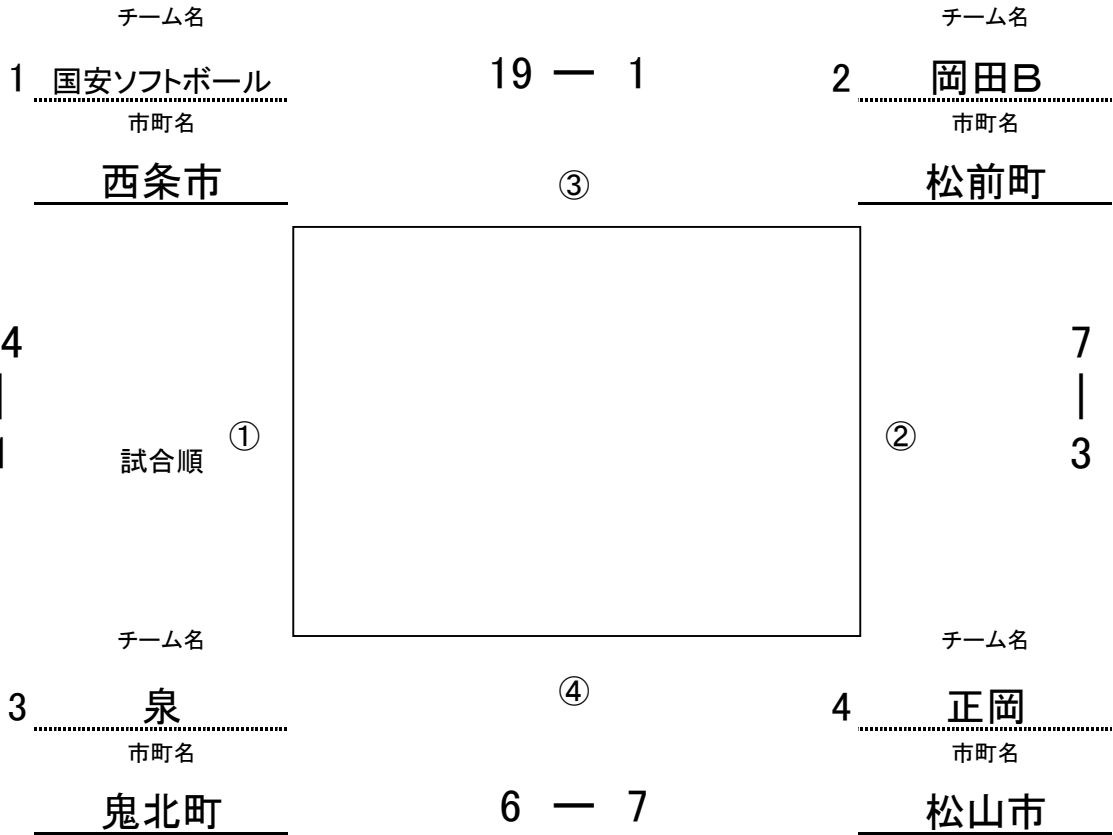 チーム名 チーム名
1 国安ソフトボール 19 ー 1 2 岡田B
市町名 市町名
西条市 ③ 松前町
4 7
| |
試合順 ① ② 3
チーム名 チーム名
3 泉 ④ 4 正岡
市町名 市町名
鬼北町 6 ー 7 松山市